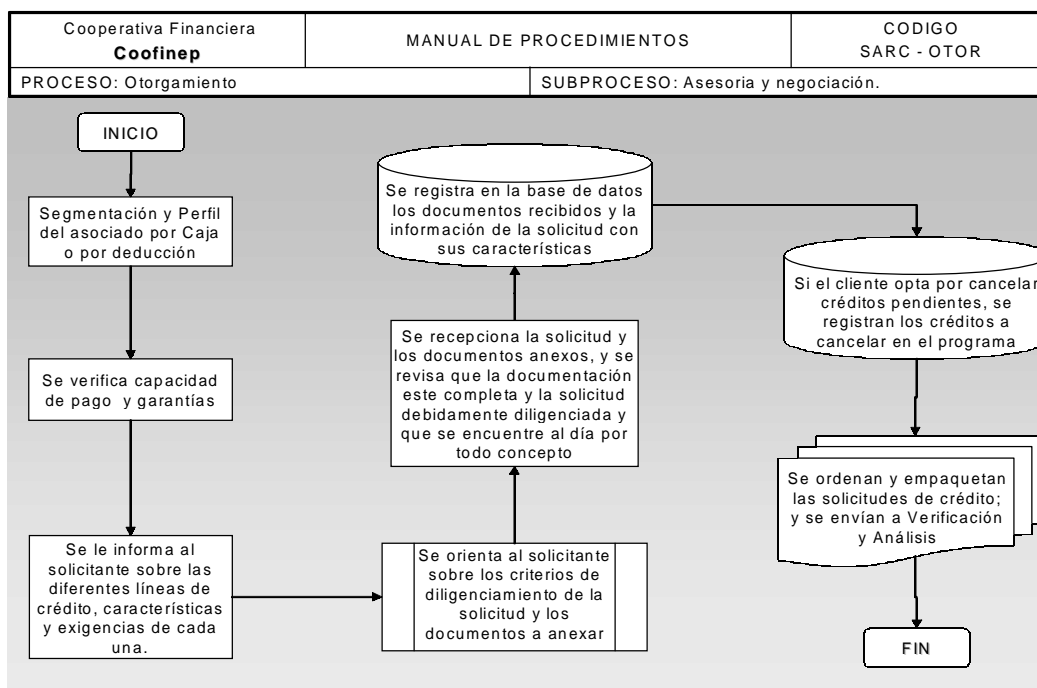 Cooperativa Financiera
Coofinep
MANUAL DE PROCEDIMIENTOS
CODIGO
SARC - OTOR
PROCESO: Otorgamiento
SUBPROCESO: Asesoria y negociación.
INICIO
Segmentación y Perfil
del asociado por Caja
o por deducción
Se verifica capacidad
de pago y garantías
Se le informa al
solicitante sobre las
diferentes líneas de
crédito, características
y exigencias de cada
una.
Se orienta al solicitante
sobre los criterios de
diligenciamiento de la
solicitud y los
documentos a anexar
Se recepciona la solicitud y
los documentos anexos, y se
revisa que la documentación
este completa y la solicitud
debidamente diligenciada y
que se encuentre al día por
todo concepto
Se registra en la base de datos
los documentos recibidos y la
información de la solicitud con
sus características
Si el cliente opta por cancelar
créditos pendientes, se
registran los créditos a
cancelar en el programa
Se ordenan y empaquetan
las solicitudes de crédito;
y se envían a Verificación
y Análisis
FIN